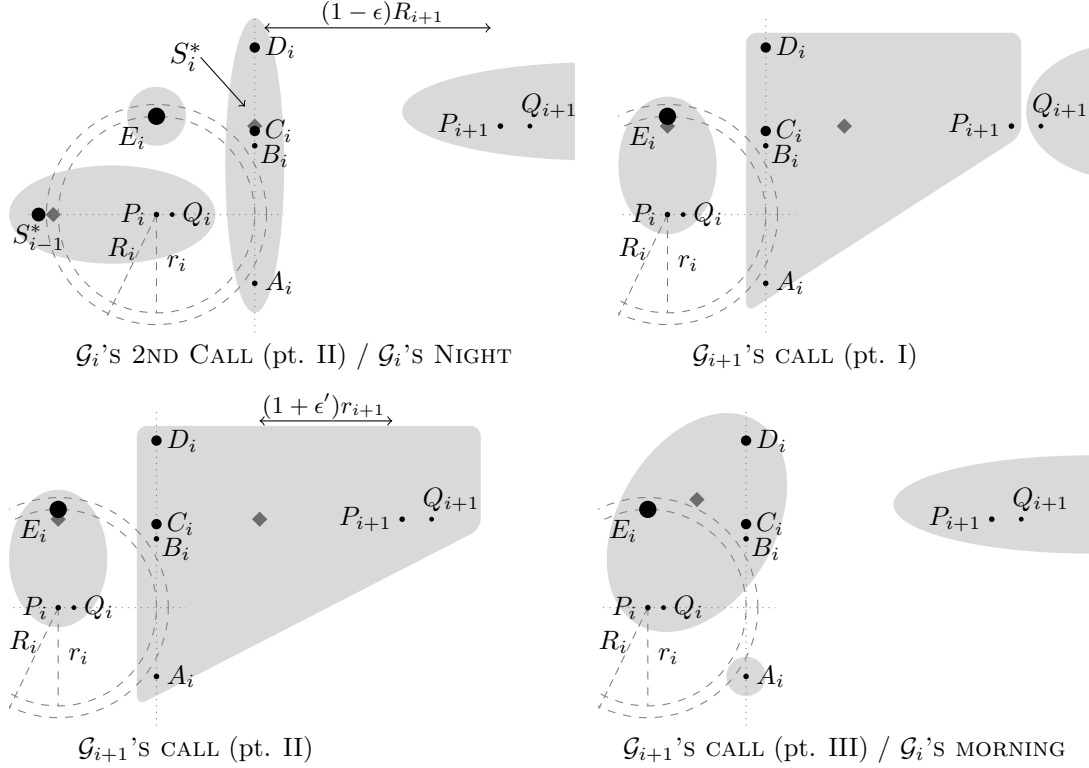 (1 − ϵ)R_{i+1}
S*_i
D_i
E_i
C_i
B_i
P_{i+1}
Q_{i+1}
S*_{i−1}
P_i
Q_i
R_i
r_i
A_i
𝒢_i's 2nd Call (pt. II) / 𝒢_i's Night
D_i
E_i
C_i
B_i
P_{i+1}
Q_{i+1}
P_i
Q_i
R_i
r_i
A_i
𝒢_{i+1}'s call (pt. I)
(1 + ϵ′)r_{i+1}
D_i
E_i
C_i
B_i
P_{i+1}
Q_{i+1}
P_i
Q_i
R_i
r_i
A_i
𝒢_{i+1}'s call (pt. II)
D_i
E_i
C_i
B_i
P_{i+1}
Q_{i+1}
P_i
Q_i
R_i
r_i
A_i
𝒢_{i+1}'s call (pt. III) / 𝒢_i's morning